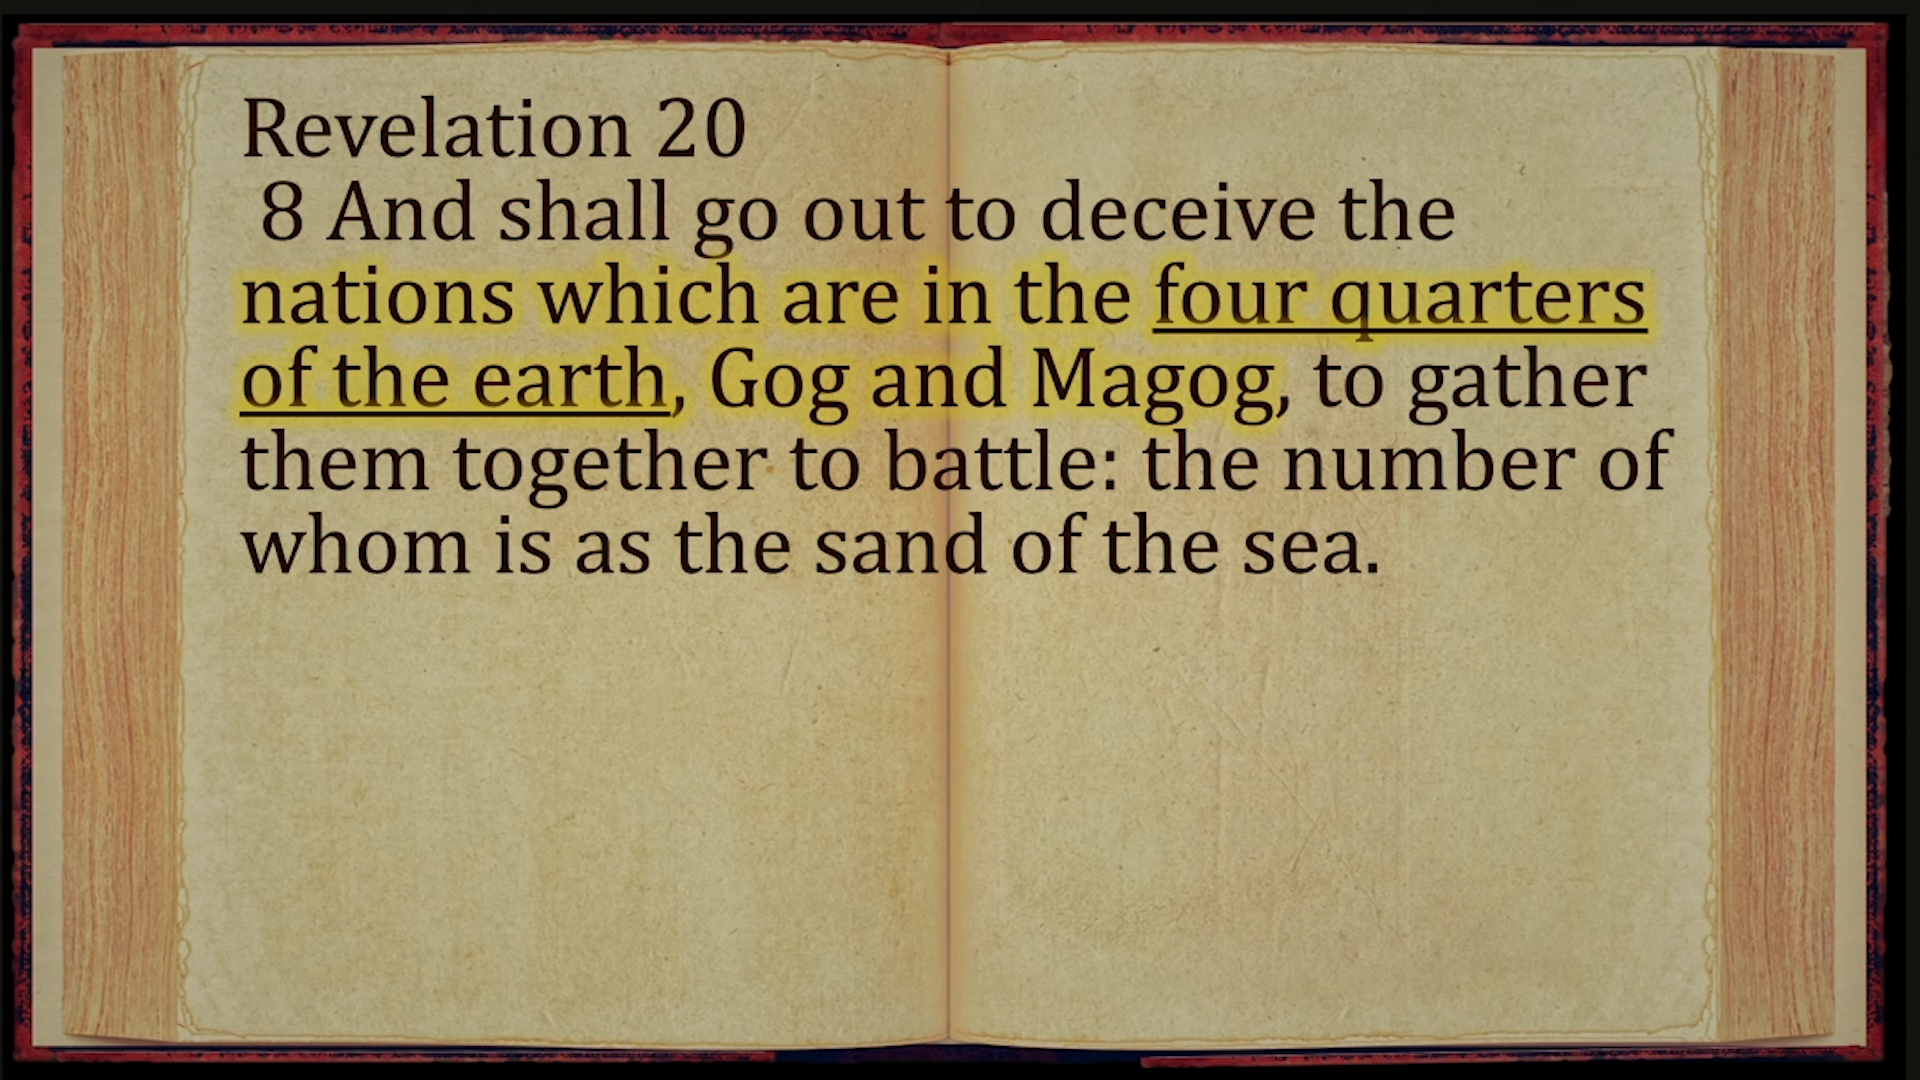 Revelation 20
8 And shall go out to deceive the
nations which are in the four quarters
of the earth, Gog and Magog, to gather
them together to battle: the number of
whom is as the sand of the sea.